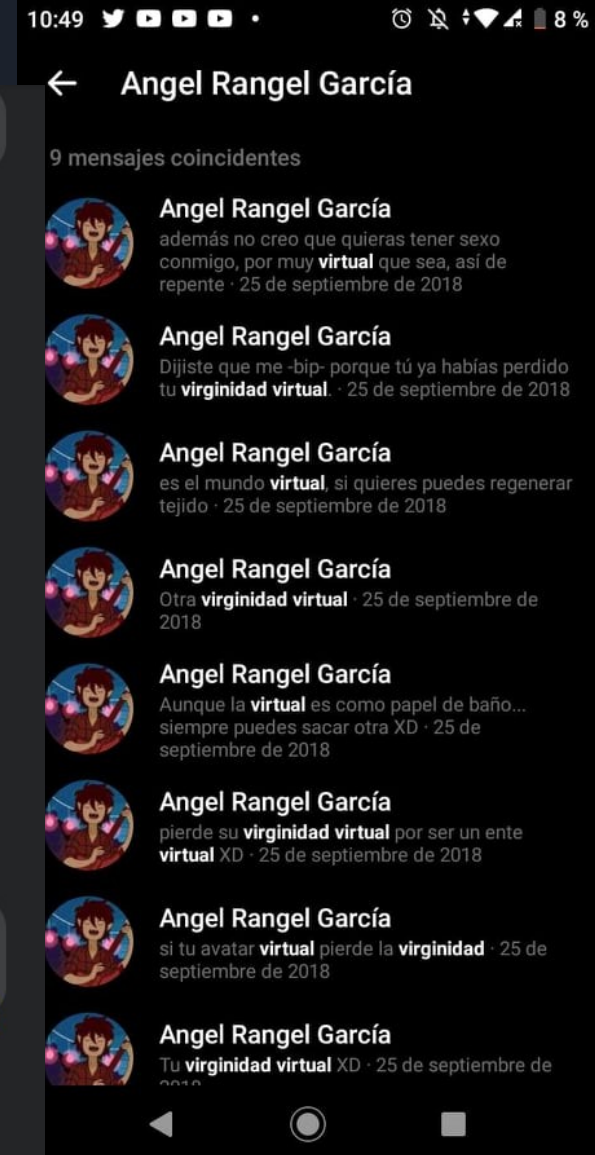 10:49
8 %
Angel Rangel García
9 mensajes coincidentes
Angel Rangel García
además no creo que quieras tener sexo
conmigo, por muy virtual que sea, así de
repente · 25 de septiembre de 2018
Angel Rangel García
Dijiste que me -bip- porque tú ya habías perdido
tu virginidad virtual. · 25 de septiembre de 2018
Angel Rangel García
es el mundo virtual, si quieres puedes regenerar
tejido · 25 de septiembre de 2018
Angel Rangel García
Otra virginidad virtual · 25 de septiembre de
2018
Angel Rangel García
Aunque la virtual es como papel de baño...
siempre puedes sacar otra XD · 25 de
septiembre de 2018
Angel Rangel García
pierde su virginidad virtual por ser un ente
virtual XD · 25 de septiembre de 2018
Angel Rangel García
si tu avatar virtual pierde la virginidad · 25 de
septiembre de 2018
Angel Rangel García
Tu virginidad virtual XD · 25 de septiembre de
2018